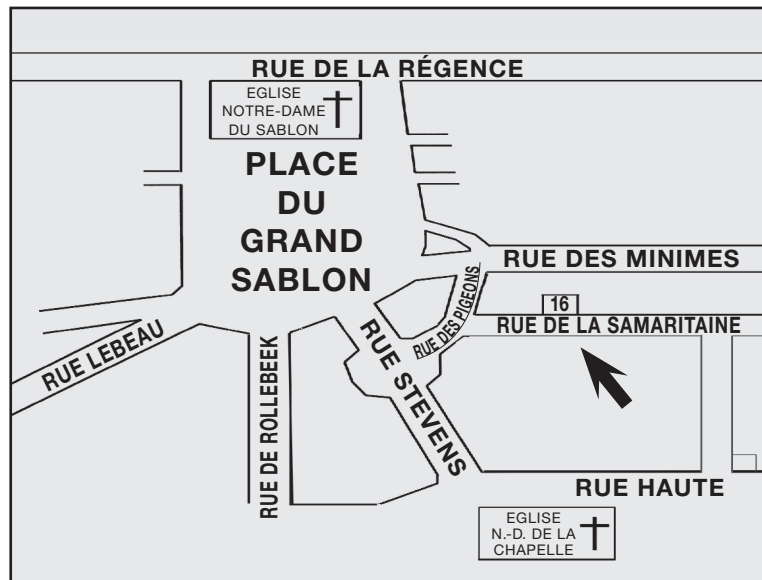 RUE DE LA RÉGENCE
EGLISE
NOTRE-DAME
DU SABLON
PLACE
DU
GRAND
SABLON
RUE DES MINIMES
RUE DES PIGEONS
16
RUE DE LA SAMARITAINE
RUE LEBEAU
RUE DE ROLLEBEEK
RUE STEVENS
RUE HAUTE
EGLISE
N.-D. DE LA
CHAPELLE